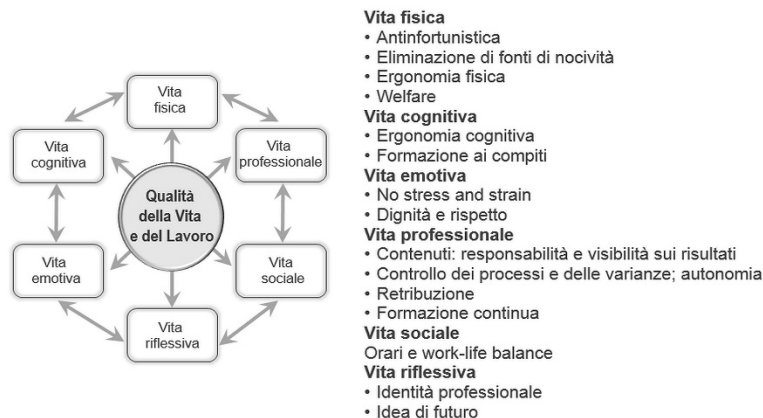 Vita
fisica
Vita
cognitiva
Vita
professionale
Qualità
della Vita
e del Lavoro
Vita
emotiva
Vita
sociale
Vita
riflessiva
Vita fisica
• Antinfortunistica
• Eliminazione di fonti di nocività
• Ergonomia fisica
• Welfare
Vita cognitiva
• Ergonomia cognitiva
• Formazione ai compiti
Vita emotiva
• No stress and strain
• Dignità e rispetto
Vita professionale
• Contenuti: responsabilità e visibilità sui risultati
• Controllo dei processi e delle varianze; autonomia
• Retribuzione
• Formazione continua
Vita sociale
Orari e work-life balance
Vita riflessiva
• Identità professionale
• Idea di futuro